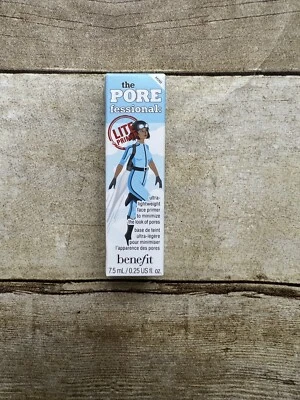 the
PORE
fessional.
LITE
PRIMER
ultra-
lightweight
face primer
to minimize
the look of pores
base de teint
ultra-légère
pour minimiser
l'apparence des pores
benefit
7.5 mL / 0.25 US fl oz.